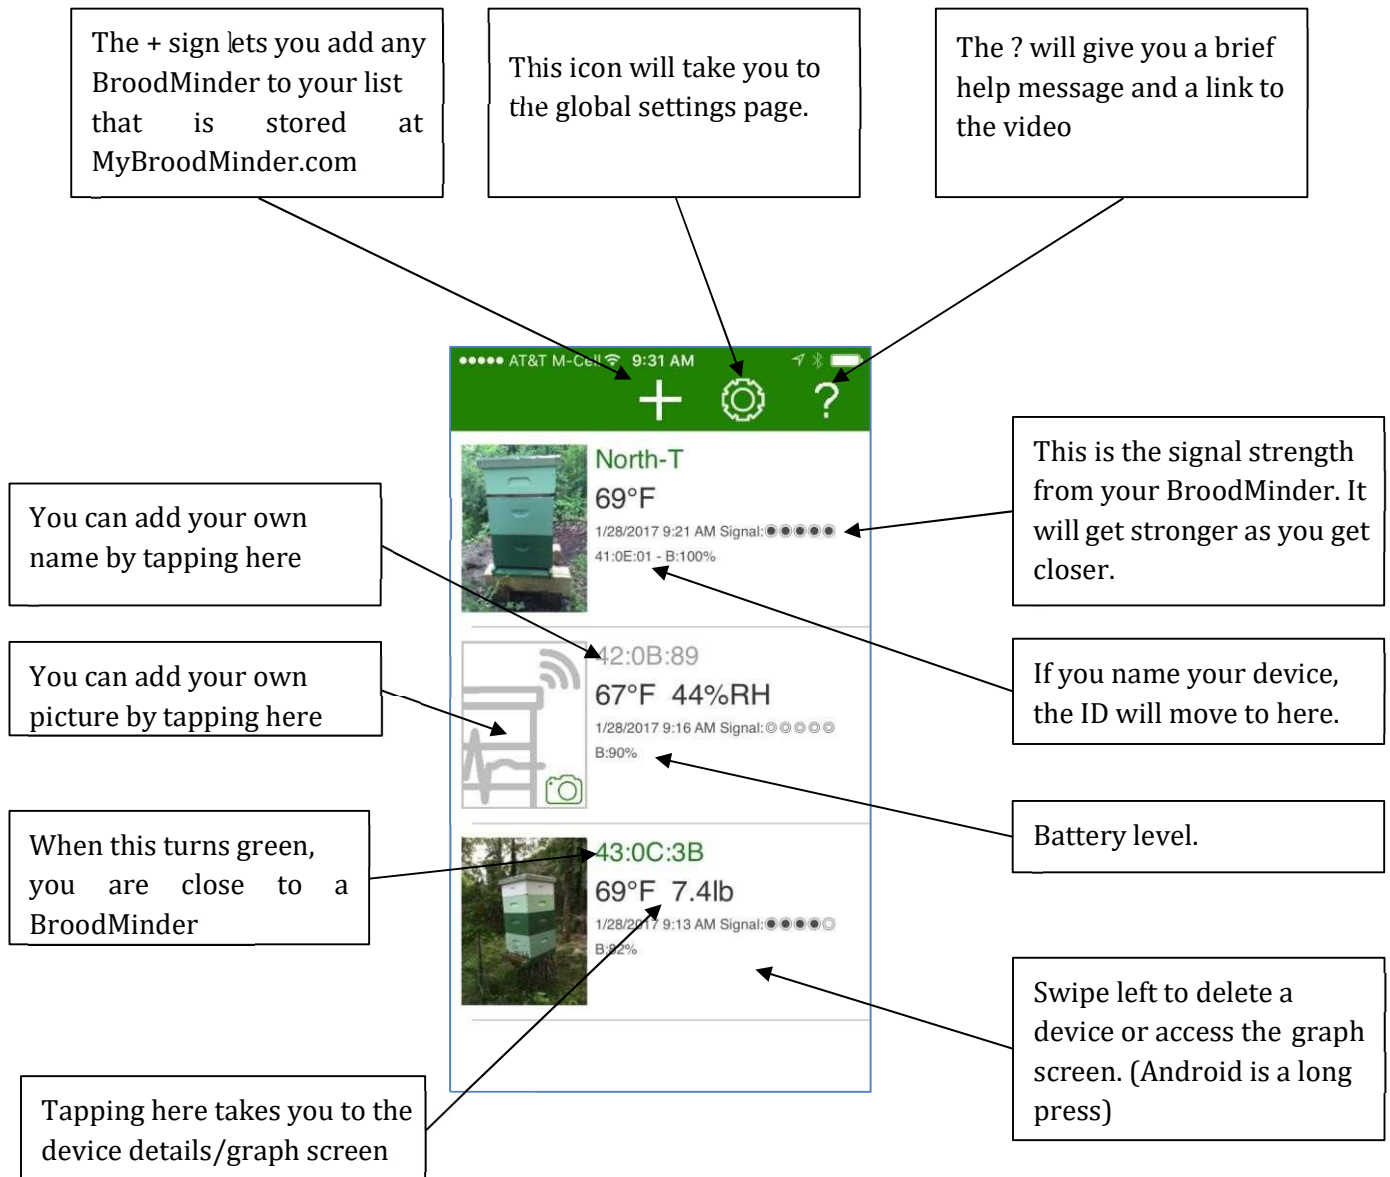 The + sign lets you add any
BroodMinder to your list
that is stored at
MyBroodMinder.com
This icon will take you to
the global settings page.
The ? will give you a brief
help message and a link to
the video
AT&T M-Cell 9:31 AM
+ ?
North-T
69°F
1/28/2017 9:21 AM Signal:
41:0E:01 - B:100%
This is the signal strength
from your BroodMinder. It
will get stronger as you get
closer.
You can add your own
name by tapping here
42:0B:89
67°F 44%RH
1/28/2017 9:16 AM Signal:
B:90%
If you name your device,
the ID will move to here.
You can add your own
picture by tapping here
Battery level.
When this turns green,
you are close to a
BroodMinder
43:0C:3B
69°F 7.4lb
1/28/2017 9:13 AM Signal:
B:82%
Swipe left to delete a
device or access the graph
screen. (Android is a long
press)
Tapping here takes you to the
device details/graph screen